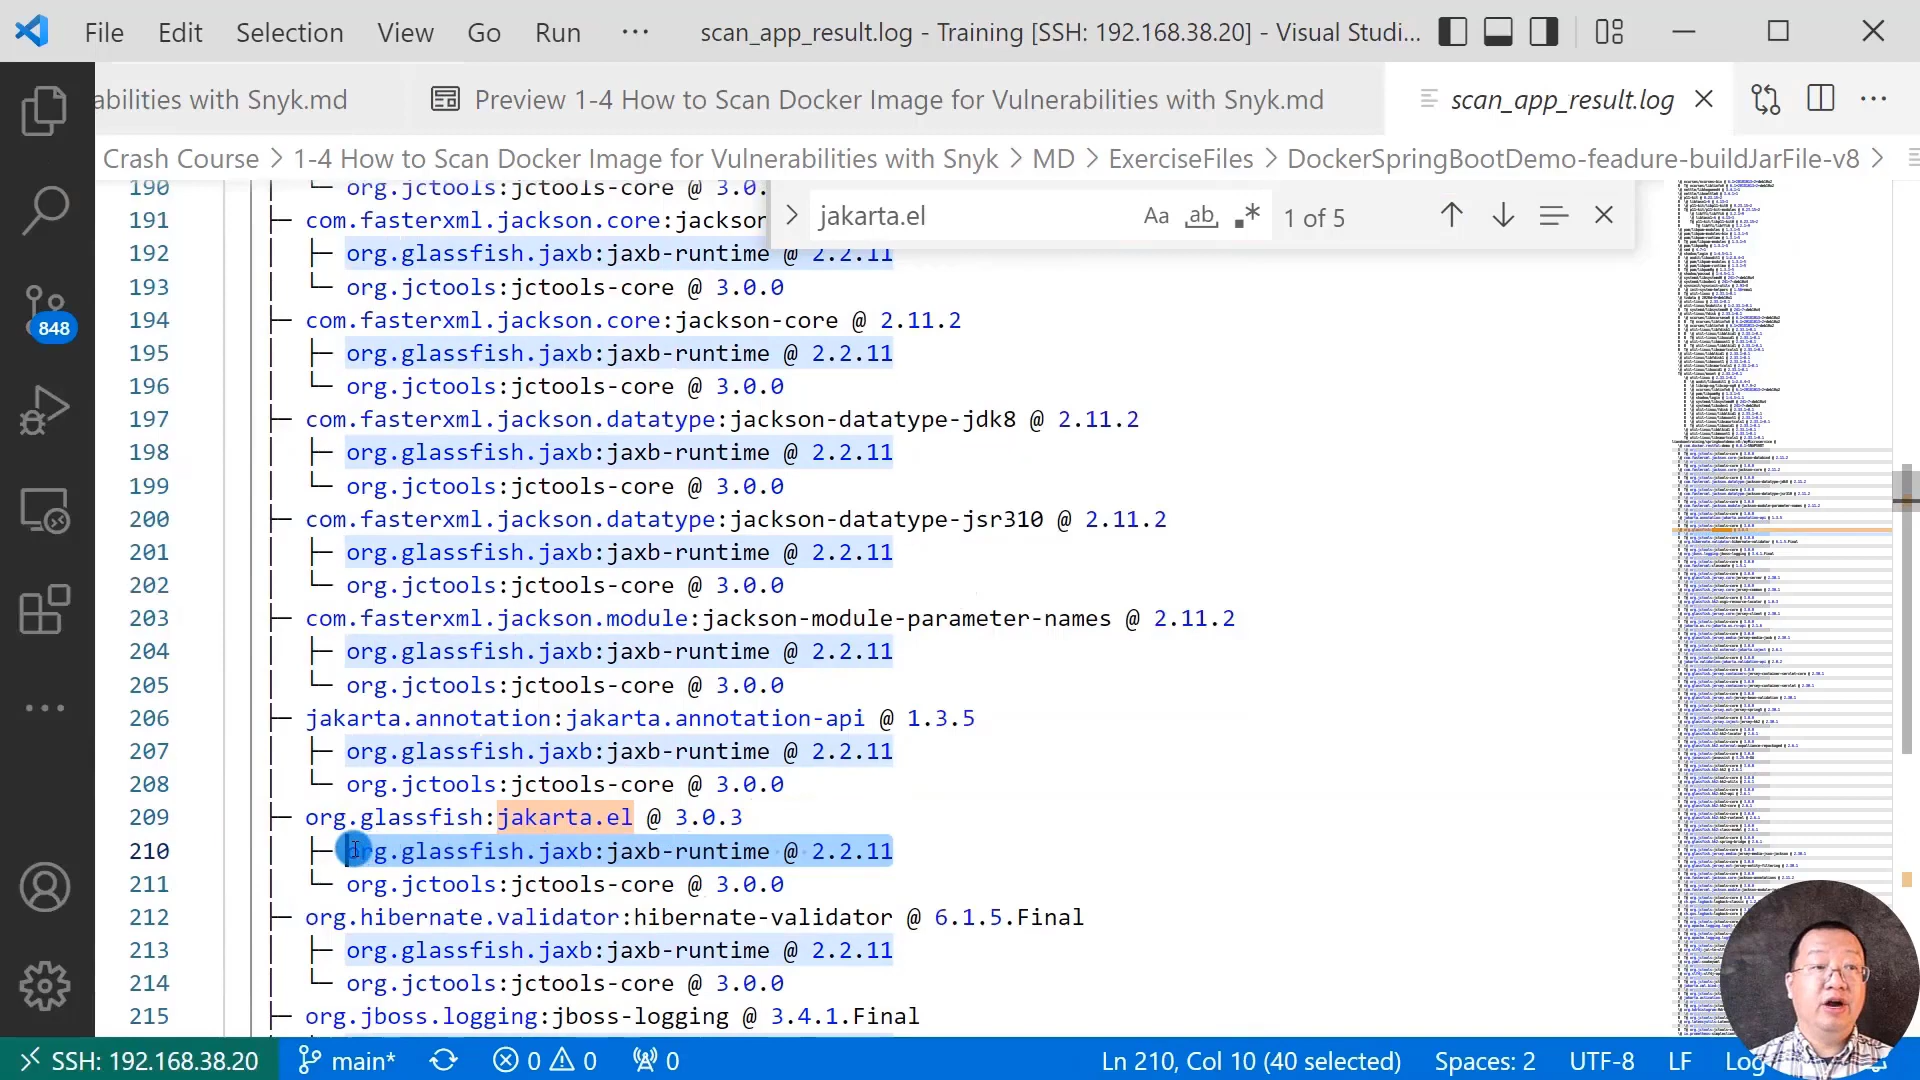 File Edit Selection View Go Run ··· scan_app_result.log - Training [SSH: 192.168.38.20] - Visual Studi...
abilities with Snyk.md Preview 1-4 How to Scan Docker Image for Vulnerabilities with Snyk.md scan_app_result.log
Crash Course > 1-4 How to Scan Docker Image for Vulnerabilities with Snyk > MD > ExerciseFiles > DockerSpringBootDemo-feadure-buildJarFile-v8 >
jakarta.el Aa ab 1 of 5
190 │ └─ org.jctools:jctools-core @ 3.0.
191 ├─ com.fasterxml.jackson.core:jackson
192 │ ├─ org.glassfish.jaxb:jaxb-runtime @ 2.2.11
193 │ └─ org.jctools:jctools-core @ 3.0.0
194 ├─ com.fasterxml.jackson.core:jackson-core @ 2.11.2
195 │ ├─ org.glassfish.jaxb:jaxb-runtime @ 2.2.11
196 │ └─ org.jctools:jctools-core @ 3.0.0
197 ├─ com.fasterxml.jackson.datatype:jackson-datatype-jdk8 @ 2.11.2
198 │ ├─ org.glassfish.jaxb:jaxb-runtime @ 2.2.11
199 │ └─ org.jctools:jctools-core @ 3.0.0
200 ├─ com.fasterxml.jackson.datatype:jackson-datatype-jsr310 @ 2.11.2
201 │ ├─ org.glassfish.jaxb:jaxb-runtime @ 2.2.11
202 │ └─ org.jctools:jctools-core @ 3.0.0
203 ├─ com.fasterxml.jackson.module:jackson-module-parameter-names @ 2.11.2
204 │ ├─ org.glassfish.jaxb:jaxb-runtime @ 2.2.11
205 │ └─ org.jctools:jctools-core @ 3.0.0
206 ├─ jakarta.annotation:jakarta.annotation-api @ 1.3.5
207 │ ├─ org.glassfish.jaxb:jaxb-runtime @ 2.2.11
208 │ └─ org.jctools:jctools-core @ 3.0.0
209 ├─ org.glassfish:jakarta.el @ 3.0.3
210 │ ├─ org.glassfish.jaxb:jaxb-runtime @ 2.2.11
211 │ └─ org.jctools:jctools-core @ 3.0.0
212 ├─ org.hibernate.validator:hibernate-validator @ 6.1.5.Final
213 │ ├─ org.glassfish.jaxb:jaxb-runtime @ 2.2.11
214 │ └─ org.jctools:jctools-core @ 3.0.0
215 ├─ org.jboss.logging:jboss-logging @ 3.4.1.Final
848
SSH: 192.168.38.20 main* 0 0 0 Ln 210, Col 10 (40 selected) Spaces: 2 UTF-8 LF Log